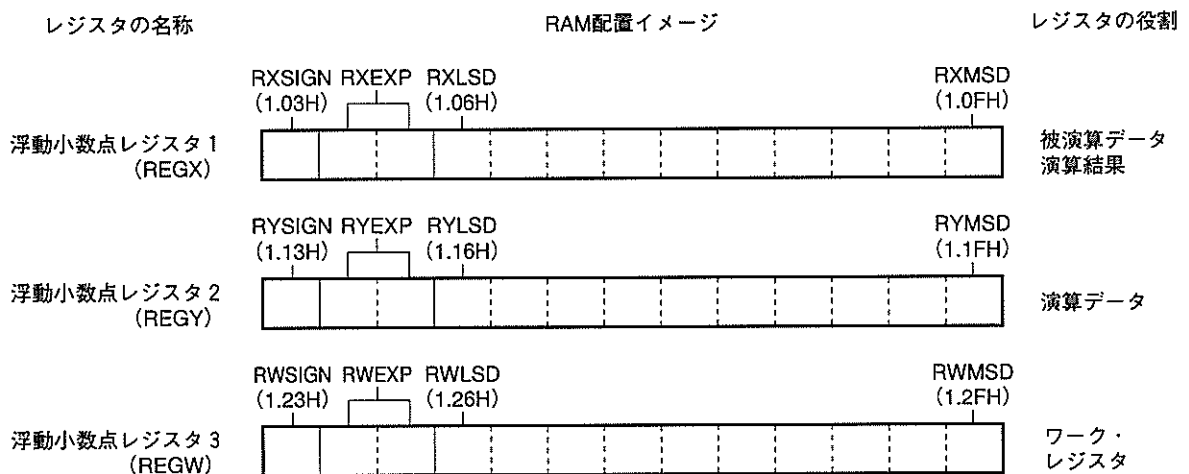 レジスタの名称 RAM配置イメージ レジスタの役割
RXSIGN RXEXP RXLSD RXMSD
(1.03H) (1.06H) (1.0FH)
浮動小数点レジスタ1 被演算データ
(REGX) 演算結果
RYSIGN RYEXP RYLSD RYMSD
(1.13H) (1.16H) (1.1FH)
浮動小数点レジスタ2 演算データ
(REGY)
RWSIGN RWEXP RWLSD RWMSD
(1.23H) (1.26H) (1.2FH)
浮動小数点レジスタ3 ワーク・
(REGW) レジスタ